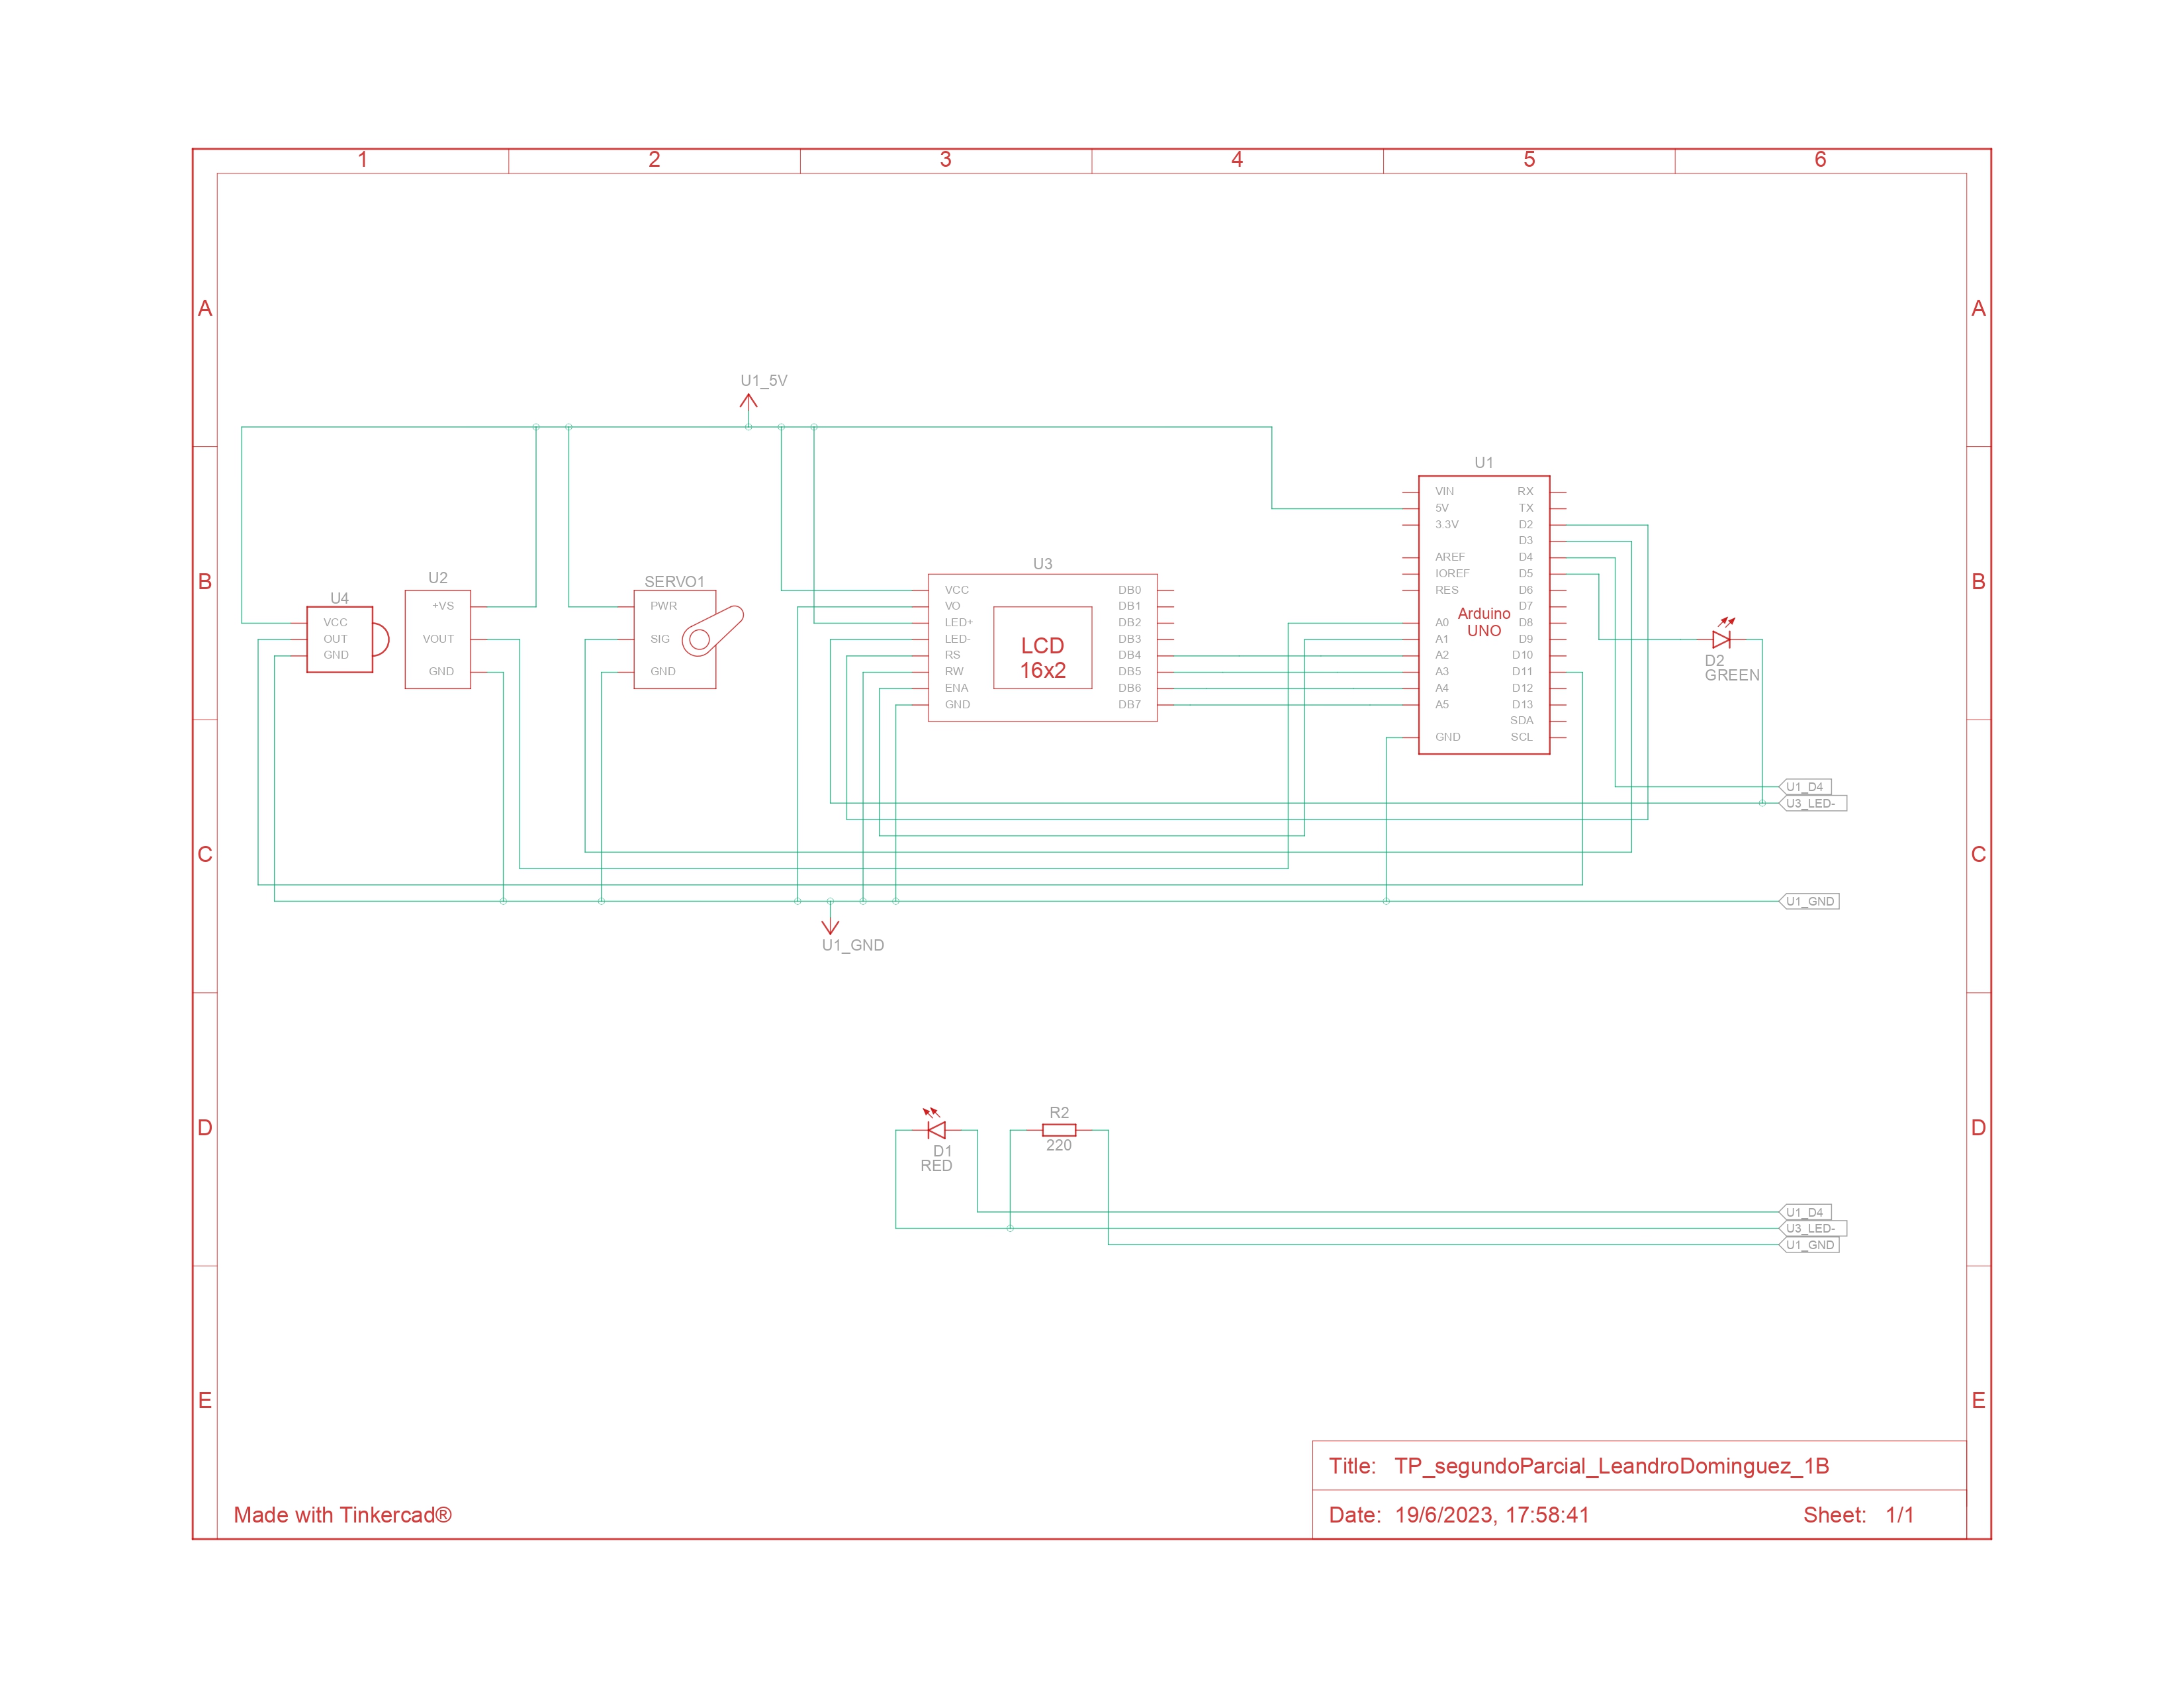 1 2 3 4 5 6
A A
U1_5V
U1
VIN RX
5V TX
3.3V D2
D3
AREF D4
IOREF D5
RES D6
D7
A0 D8
A1 D9
A2 D10
A3 D11
A4 D12
A5 D13
SDA
GND SCL
Arduino
UNO
B B
U4
VCC
OUT
GND
U2
+VS
VOUT
GND
SERVO1
PWR
SIG
GND
U3
VCC DB0
VO DB1
LED+ DB2
LED- DB3
RS DB4
RW DB5
ENA DB6
GND DB7
LCD
16x2
D2
GREEN
U1_D4
U3_LED-
C C
U1_GND
U1_GND
D D
D1
RED
R2
220
U1_D4
U3_LED-
U1_GND
E E
Title: TP_segundoParcial_LeandroDominguez_1B
Made with Tinkercad®
Date: 19/6/2023, 17:58:41 Sheet: 1/1